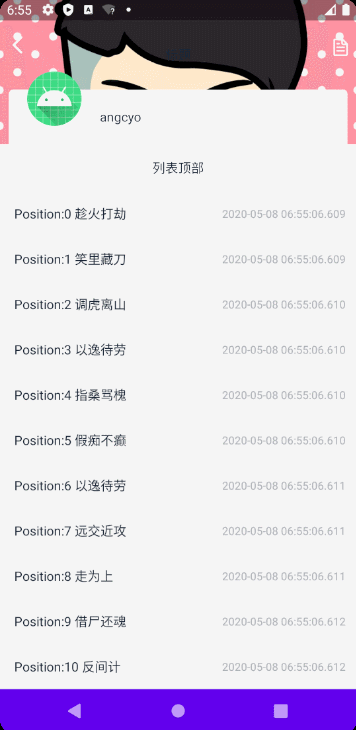 6:55
angcyo
列表顶部
Position:0 趁火打劫 2020-05-08 06:55:06.609
Position:1 笑里藏刀 2020-05-08 06:55:06.609
Position:2 调虎离山 2020-05-08 06:55:06.610
Position:3 以逸待劳 2020-05-08 06:55:06.610
Position:4 指桑骂槐 2020-05-08 06:55:06.610
Position:5 假痴不癫 2020-05-08 06:55:06.610
Position:6 以逸待劳 2020-05-08 06:55:06.611
Position:7 远交近攻 2020-05-08 06:55:06.611
Position:8 走为上 2020-05-08 06:55:06.611
Position:9 借尸还魂 2020-05-08 06:55:06.612
Position:10 反间计 2020-05-08 06:55:06.612